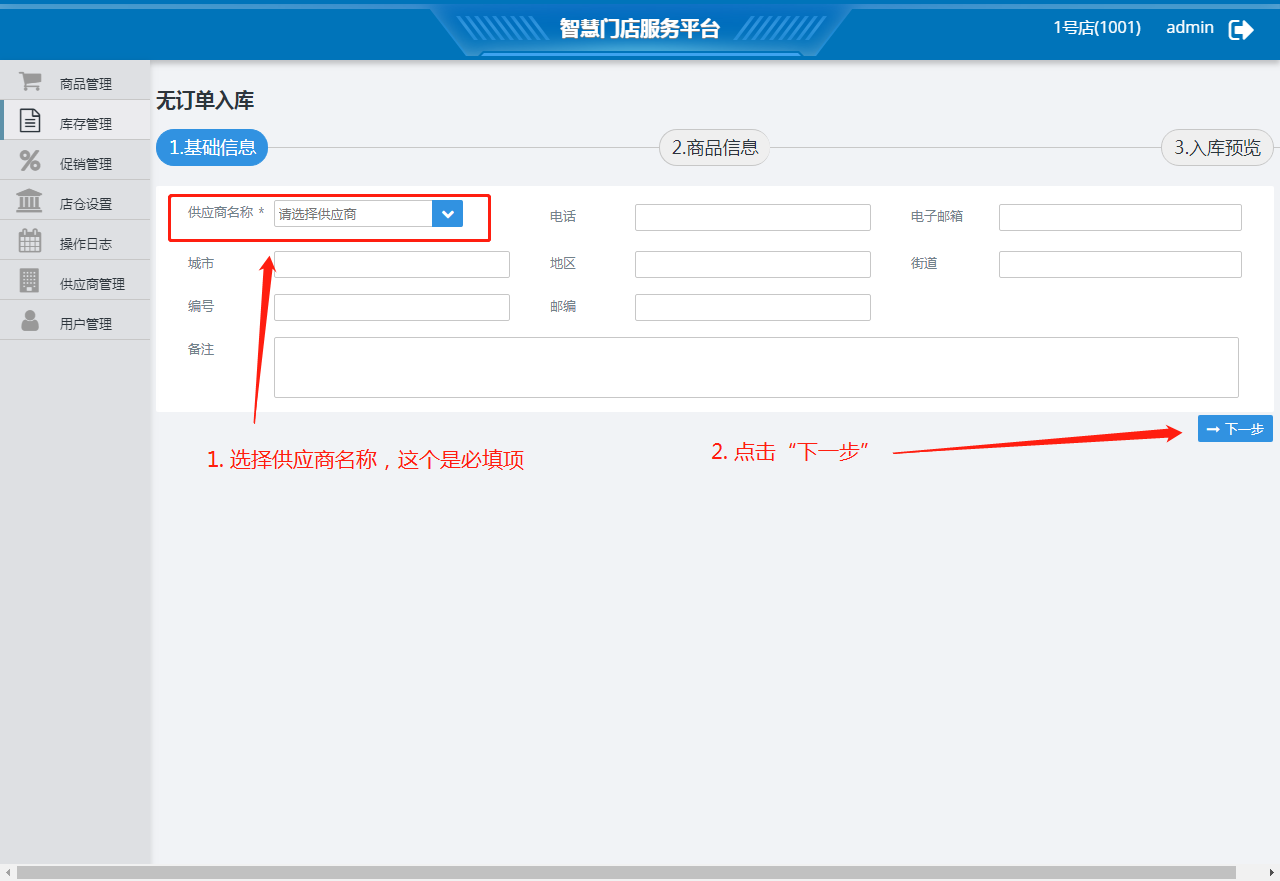 智慧门店服务平台
1号店(1001) admin
商品管理
库存管理
促销管理
店仓设置
操作日志
供应商管理
用户管理
无订单入库
1.基础信息 2.商品信息 3.入库预览
供应商名称 * 请选择供应商 电话 电子邮箱
城市 地区 街道
编号 邮编
备注
下一步
1. 选择供应商名称，这个是必填项
2. 点击“下一步”